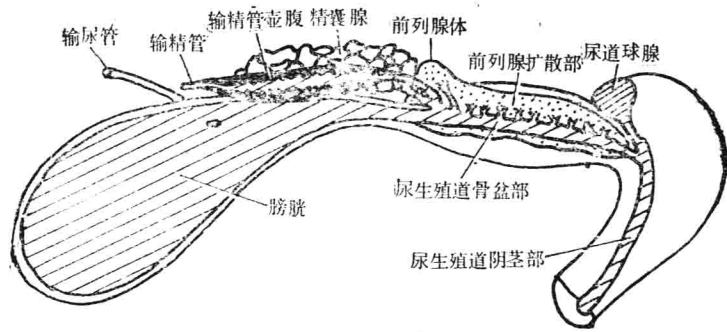 输尿管
输精管
输精管壶腹
精囊腺
前列腺体
前列腺扩散部
尿道球腺
尿生殖道骨盆部
膀胱
尿生殖道阴茎部